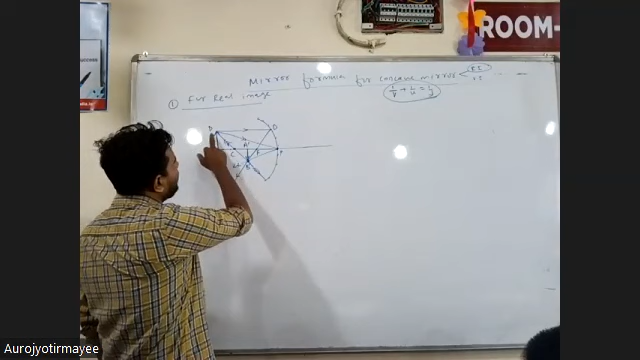 ROOM-
Mirror formula for concave mirror
R.I
V.I
1/v + 1/u = 1/f
① For Real image
B
D
C
A'
F
P
B'
Aurojyotirmayee